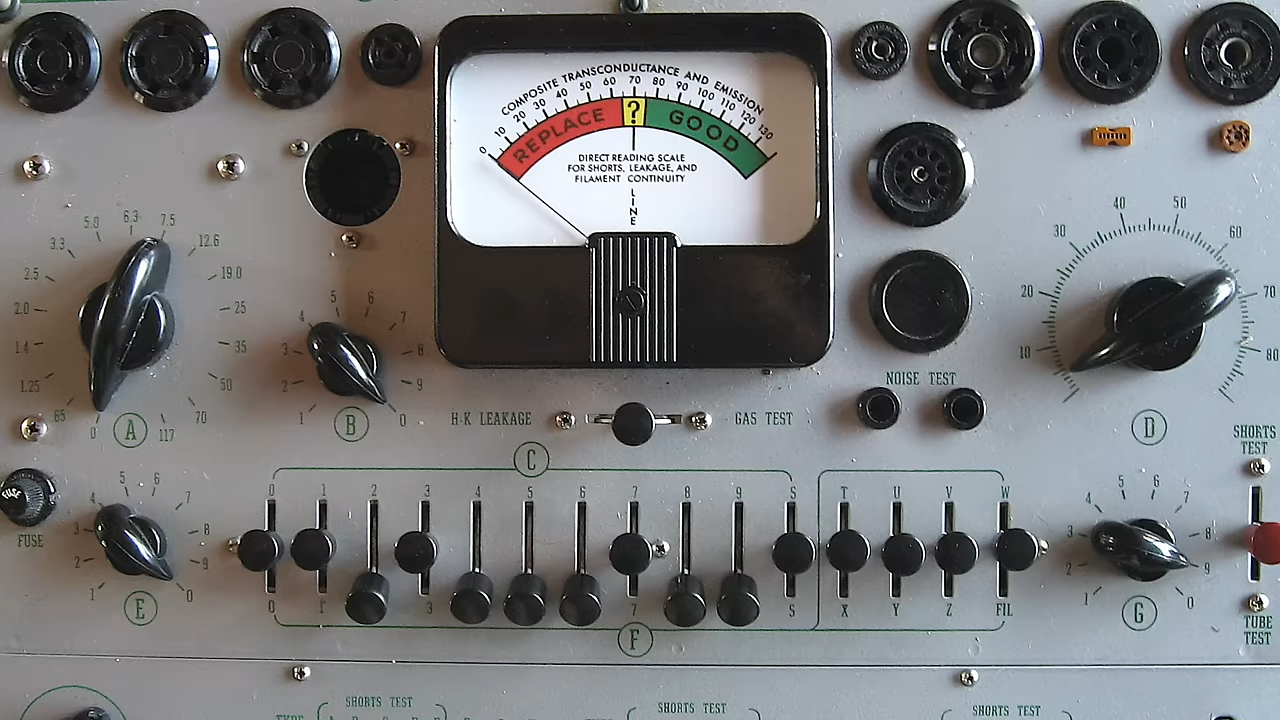 COMPOSITE TRANSCONDUCTANCE AND EMISSION
0 10 20 30 40 50 60 70 80 90 100 110 120 130
REPLACE ? GOOD
DIRECT READING SCALE
FOR SHORTS, LEAKAGE, AND
FILAMENT CONTINUITY
LINE
0 .65 1.25 1.4 2.0 2.5 3.3 5.0 6.3 7.5 12.6 19.0 25 35 50 70 117
A
1 2 3 4 5 6 7 8 9 0
B
H-K LEAKAGE
GAS TEST
NOISE TEST
10 20 30 40 50 60 70 80
D
SHORTS
TEST
C
FUSE
1 2 3 4 5 6 7 8 9 0
E
0 1 2 3 4 5 6 7 8 9 S T U V W
0 1 3 7 S X Y Z FIL
F
1 2 3 4 5 6 7 8 9 0
G
TUBE
TEST
SHORTS TEST
SHORTS TEST
SHORTS TEST